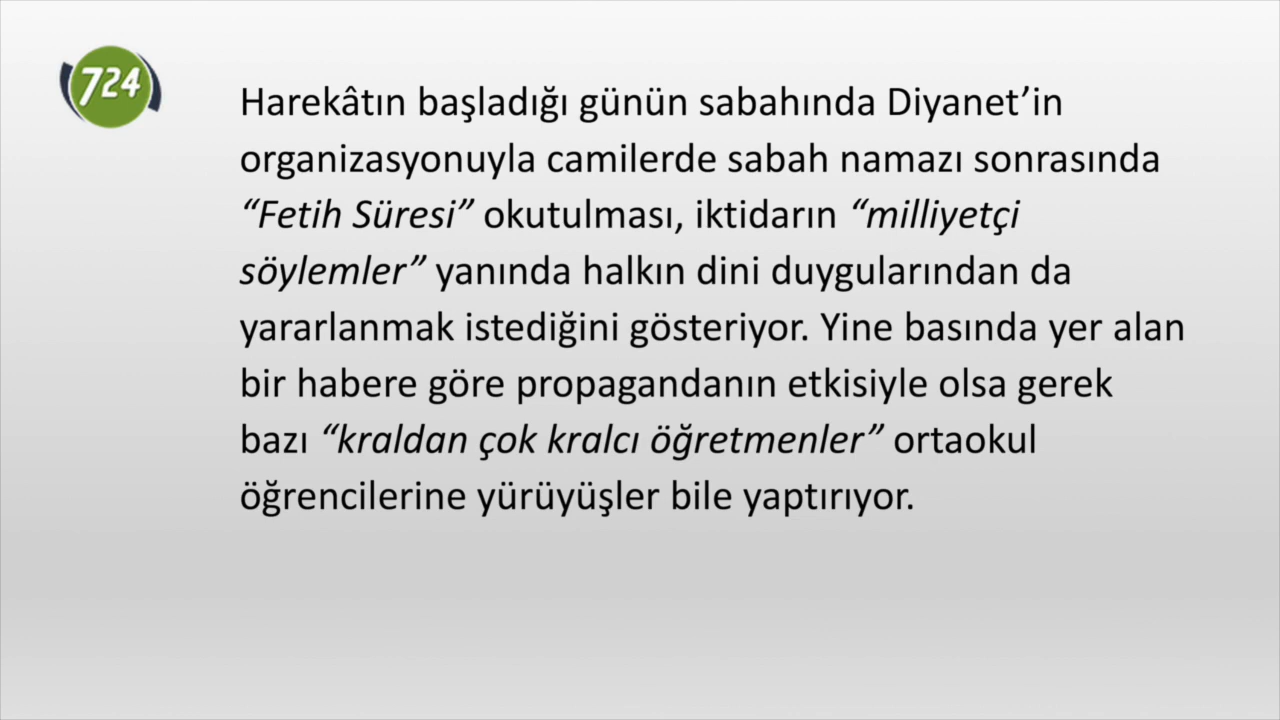 724
Harekâtın başladığı günün sabahında Diyanet’in
organizasyonuyla camilerde sabah namazı sonrasında
“Fetih Süresi” okutulması, iktidarın “milliyetçi
söylemler” yanında halkın dini duygularından da
yararlanmak istediğini gösteriyor. Yine basında yer alan
bir habere göre propagandanın etkisiyle olsa gerek
bazı “kraldan çok kralcı öğretmenler” ortaokul
öğrencilerine yürüyüşler bile yaptırıyor.